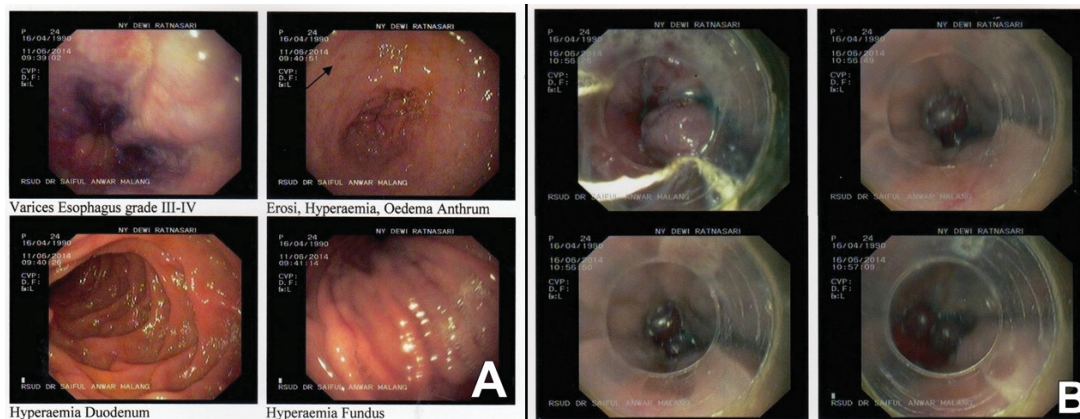 NY DEWI RATNASARI
P 24
16/04/1990
11/06/2014
09:39:02
CVP:
D.F:
RSUD DR SAIFUL ANWAR MALANG
Varices Esophagus grade III-IV
NY DEWI RATNASARI
P 24
16/04/1990
11/06/2014
09:40:51
CVP:
D.F:
RSUD DR SAIFUL ANWAR MALANG
Erosi, Hyperaemia, Oedema Anthrum
NY DEWI RATNASARI
P 24
16/04/1990
11/06/2014
CVP:
D.F:
RSUD DR SAIFUL ANWAR MALANG
Hyperaemia Duodenum
NY DEWI RATNASARI
P 24
16/04/1990
11/06/2014
09:41:14
CVP:
D.F:
RSUD DR SAIFUL ANWAR MALANG
Hyperaemia Fundus
A
NY DEWI RATNASARI
P 24
16/04/1990
16/06/2014
CVP:
D.F:
RSUD DR SAIFUL ANWAR MALANG
NY DEWI RATNASARI
P 24
16/04/1990
16/06/2014
10:56:49
CVP:
D.F:
RSUD DR SAIFUL ANWAR MALANG
NY DEWI RATNASARI
P 24
16/04/1990
16/06/2014
CVP:
D.F:
RSUD DR SAIFUL ANWAR MALANG
NY DEWI RATNASARI
P 24
16/04/1990
16/06/2014
10:57:09
CVP:
D.F:
RSUD DR SAIFUL ANWAR MALANG
B